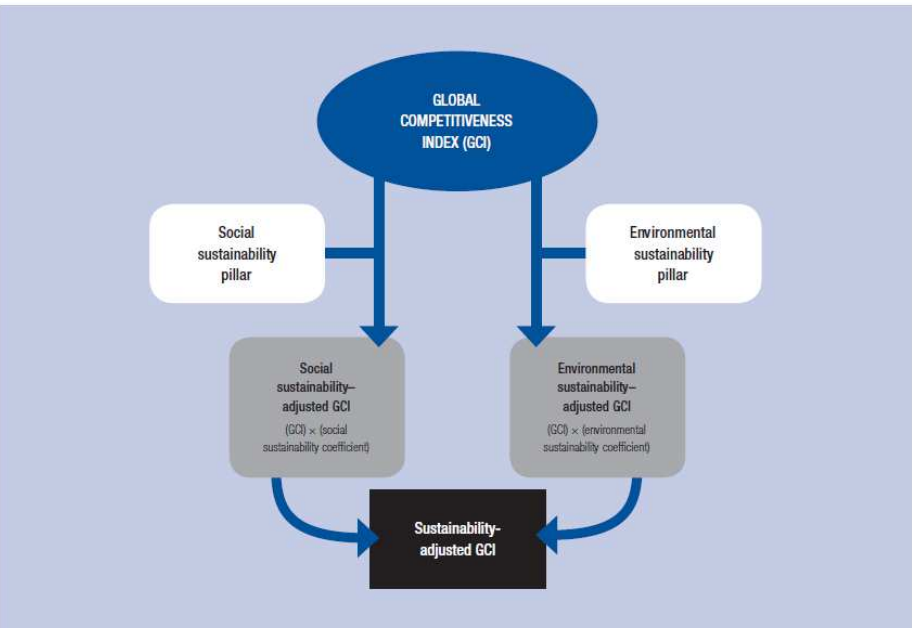 GLOBAL
COMPETITIVENESS
INDEX (GCI)
Social
sustainability
pillar
Environmental
sustainability
pillar
Social
sustainability–
adjusted GCI
(GCI) × (social
sustainability coefficient)
Environmental
sustainability–
adjusted GCI
(GCI) × (environmental
sustainability coefficient)
Sustainability-
adjusted GCI